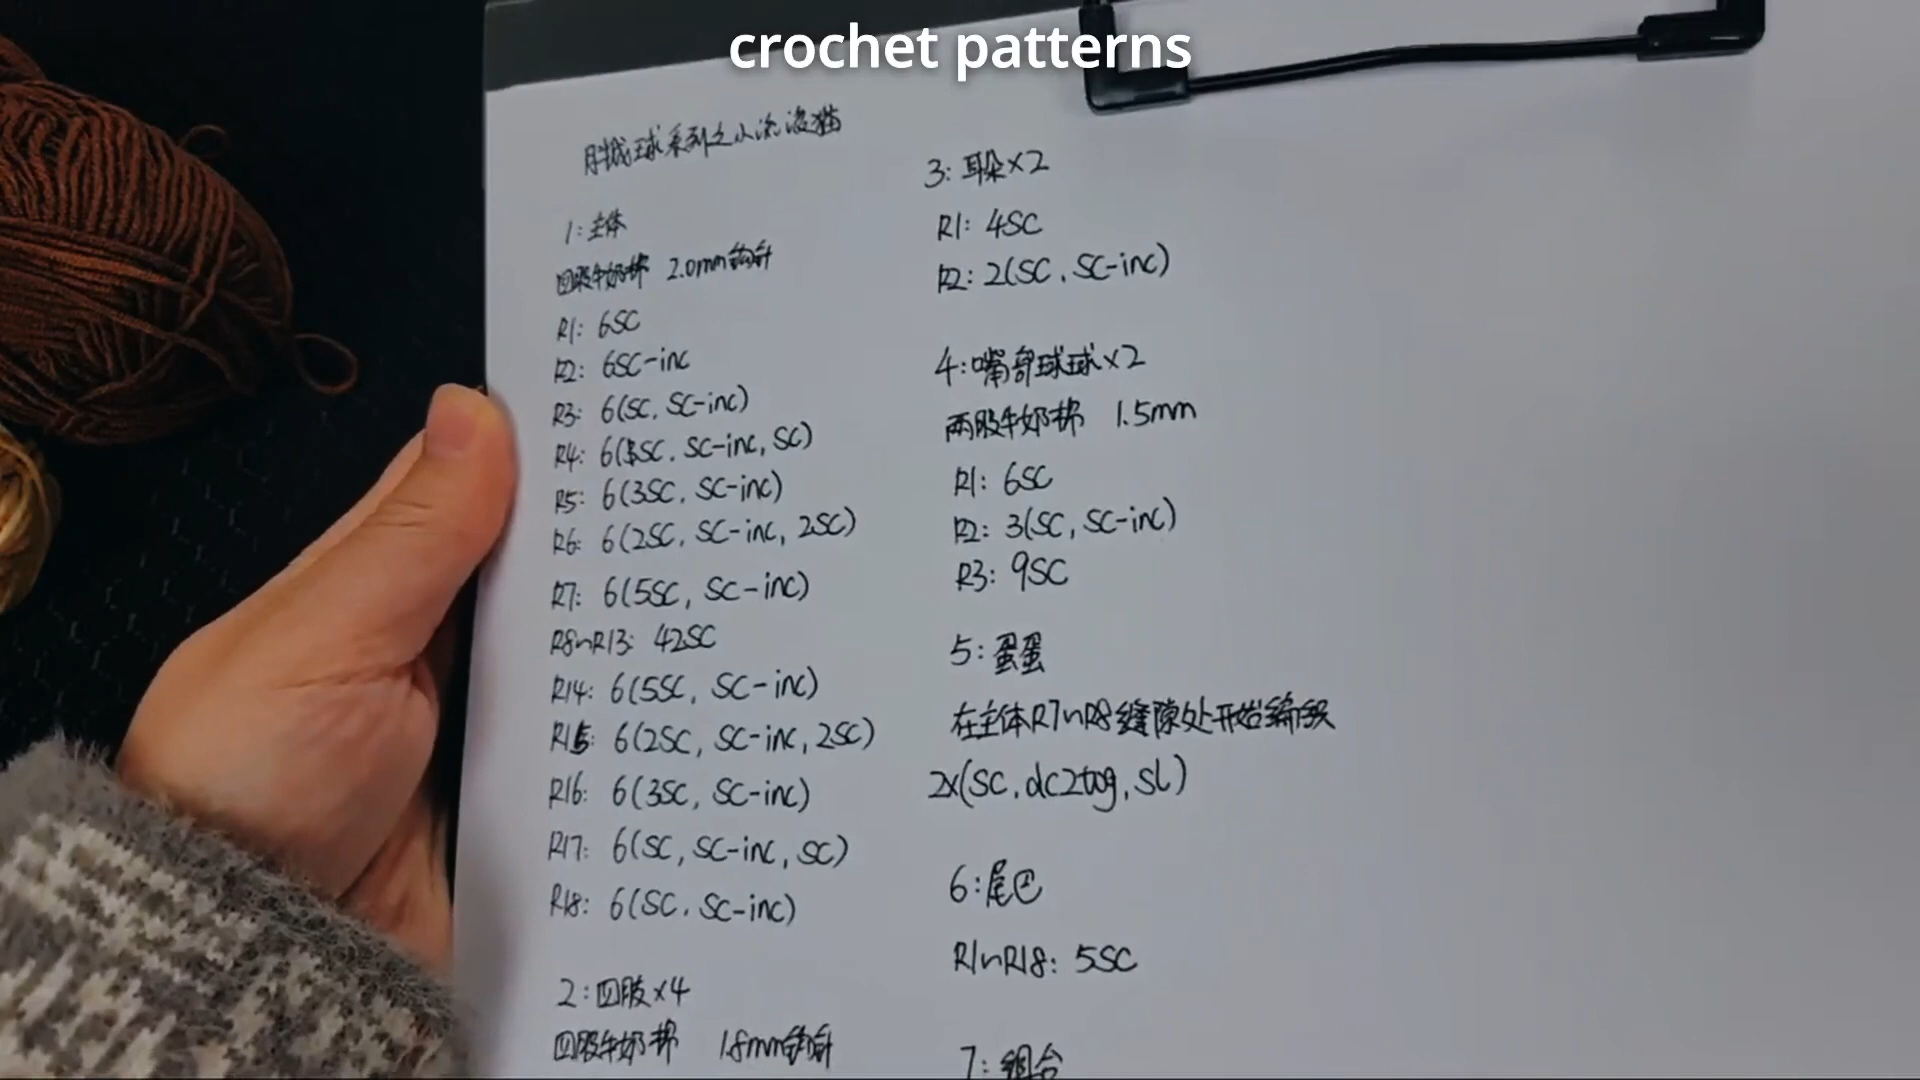 crochet patterns
胖球球系列之小流浪猫
1:主体
四股牛奶棉 2.0mm钩针
R1: 6SC
R2: 6SC-inc
R3: 6(SC, SC-inc)
R4: 6(SC, SC-inc, SC)
R5: 6(3SC, SC-inc)
R6: 6(2SC, SC-inc, 2SC)
R7: 6(5SC, SC-inc)
R8~R13: 42SC
R14: 6(5SC, SC-inc)
R15: 6(2SC, SC-inc, 2SC)
R16: 6(3SC, SC-inc)
R17: 6(SC, SC-inc, SC)
R18: 6(SC, SC-inc)
2:四肢×4
四股牛奶棉 1.8mm钩针
3: 耳朵×2
R1: 4SC
R2: 2(SC, SC-inc)
4:嘴部球球×2
两股牛奶棉 1.5mm
R1: 6SC
R2: 3(SC, SC-inc)
R3: 9SC
5:蛋蛋
在主体R7~R8缝隙处开始编织
2x(SC, dc2tog, SL)
6:尾巴
R1~R18: 5SC
7:组合